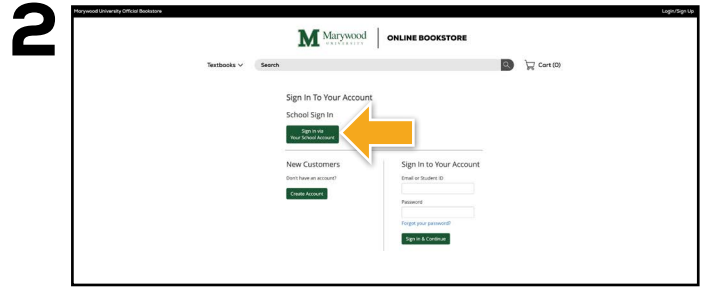 2
Marywood University Official Bookstore
Login/Sign Up
M Marywood
UNIVERSITY
ONLINE BOOKSTORE
Textbooks
Search
Cart (0)
Sign In To Your Account
School Sign In
Sign in via
Your School Account
New Customers
Don't have an account?
Create Account
Sign In to Your Account
Email or Student ID
Password
Forgot your password?
Sign in & Continue